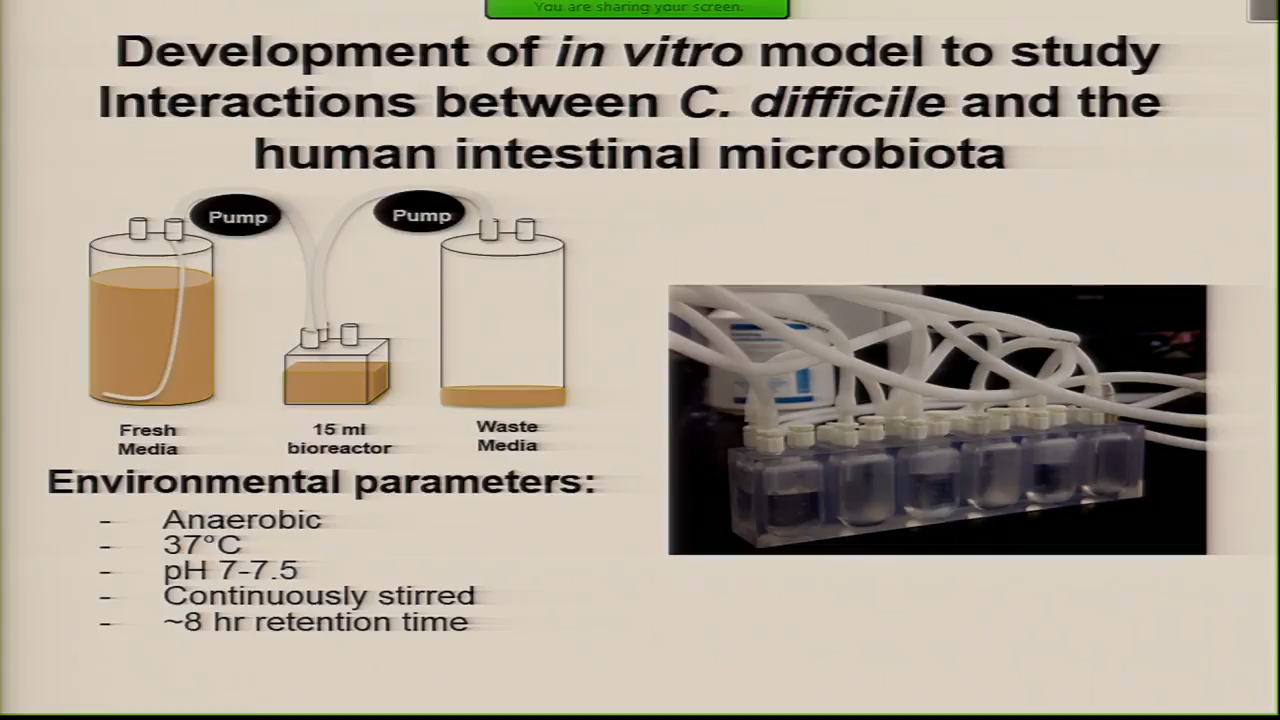 You are sharing your screen.
Development of in vitro model to study
Interactions between C. difficile and the
human intestinal microbiota
Pump
Pump
Fresh
Media
15 ml
bioreactor
Waste
Media
Environmental parameters:
- Anaerobic
- 37°C
- pH 7-7.5
- Continuously stirred
- ~8 hr retention time